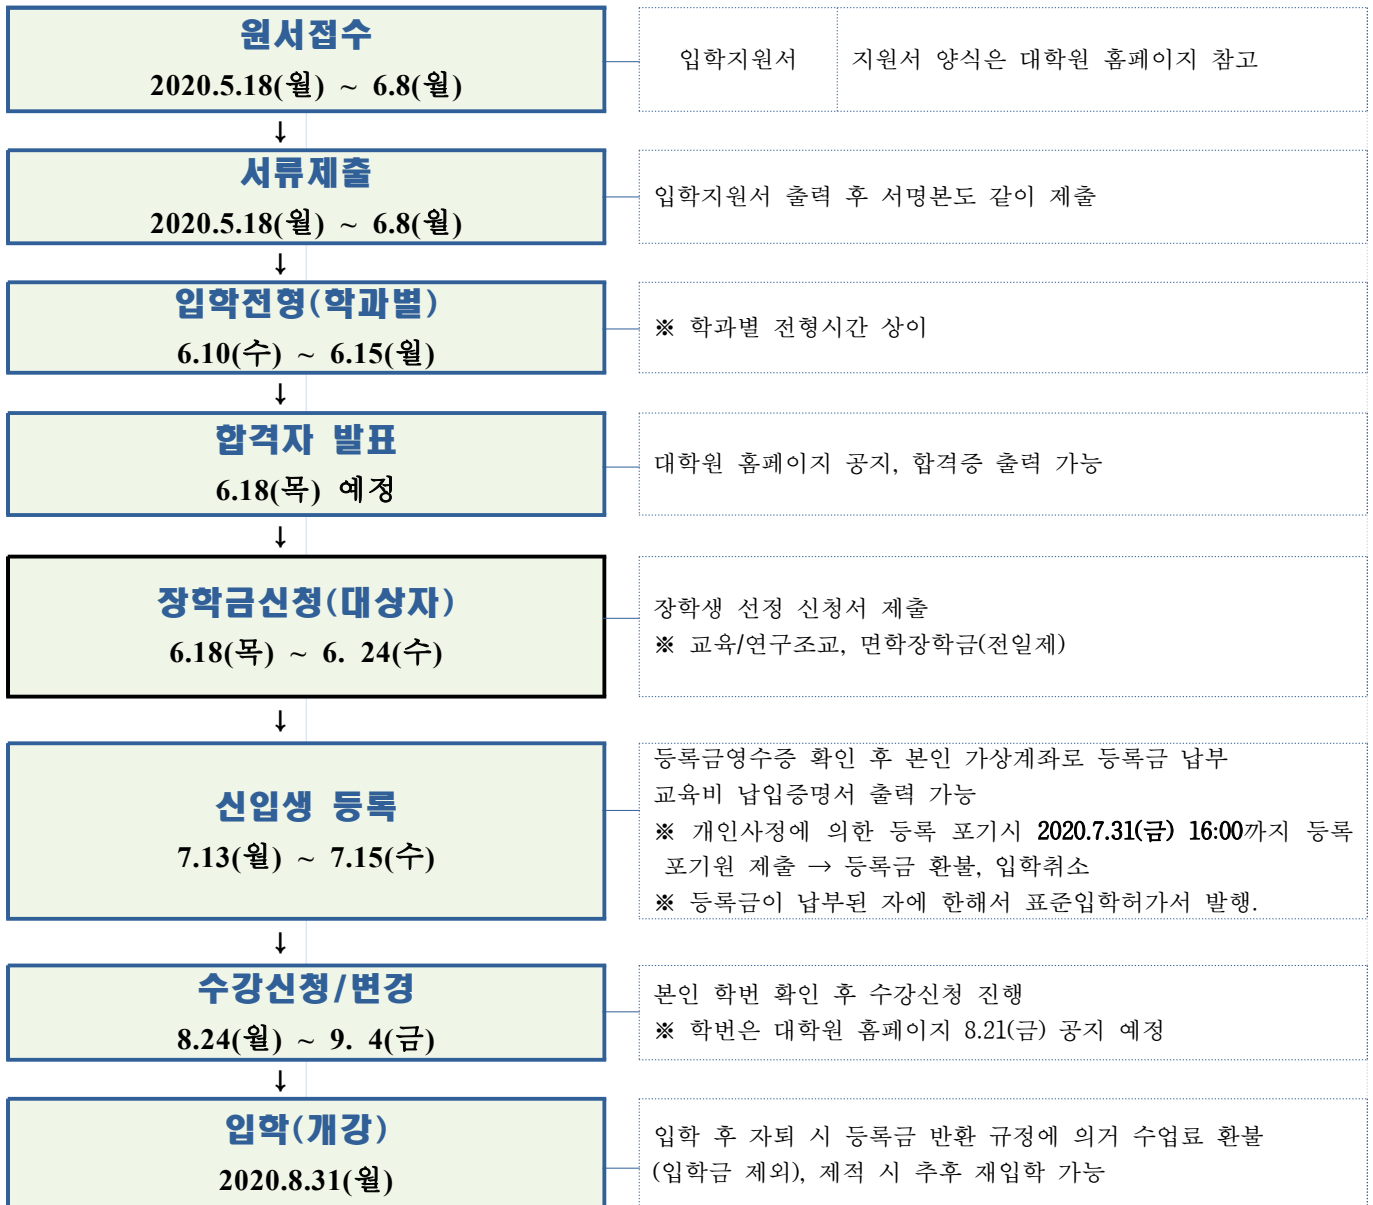 원서접수
2020.5.18(월) ~ 6.8(월)
입학지원서
지원서 양식은 대학원 홈페이지 참고
↓
서류제출
2020.5.18(월) ~ 6.8(월)
입학지원서 출력 후 서명본도 같이 제출
↓
입학전형(학과별)
6.10(수) ~ 6.15(월)
※ 학과별 전형시간 상이
↓
합격자 발표
6.18(목) 예정
대학원 홈페이지 공지, 합격증 출력 가능
↓
장학금신청(대상자)
6.18(목) ~ 6. 24(수)
장학생 선정 신청서 제출
※ 교육/연구조교, 면학장학금(전일제)
↓
신입생 등록
7.13(월) ~ 7.15(수)
등록금영수증 확인 후 본인 가상계좌로 등록금 납부
교육비 납입증명서 출력 가능
※ 개인사정에 의한 등록 포기시 2020.7.31(금) 16:00까지 등록
포기원 제출 → 등록금 환불, 입학취소
※ 등록금이 납부된 자에 한해서 표준입학허가서 발행.
↓
수강신청/변경
8.24(월) ~ 9. 4(금)
본인 학번 확인 후 수강신청 진행
※ 학번은 대학원 홈페이지 8.21(금) 공지 예정
↓
입학(개강)
2020.8.31(월)
입학 후 자퇴 시 등록금 반환 규정에 의거 수업료 환불
(입학금 제외), 제적 시 추후 재입학 가능